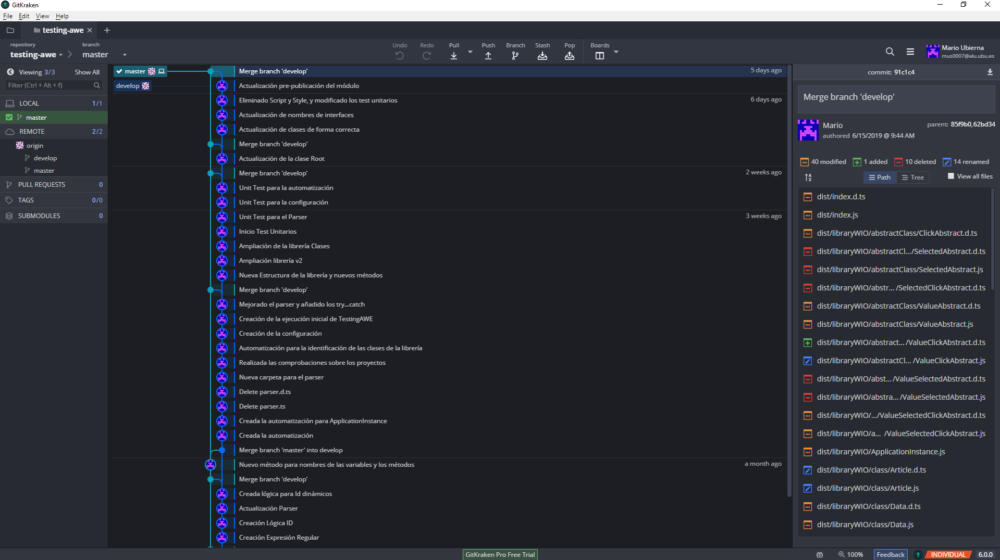 GitKraken
File Edit View Help
testing-awe
repository
testing-awe
branch
master
Undo
Redo
Pull
Push
Branch
Stash
Pop
Boards
Mario Ubierna
mus0007@alu.ubu.es
Viewing 3/3 Show All
Filter (Ctrl + Alt + f)
LOCAL 1/1
master
REMOTE 2/2
origin
develop
master
PULL REQUESTS 0
TAGS 0/0
SUBMODULES 0
master Merge branch 'develop' 5 days ago
develop Actualización pre-publicación del módulo
Eliminado Script y Style, y modificado los test unitarios 6 days ago
Actualización de nombres de interfaces
Actualización de clases de forma correcta
Merge branch 'develop'
Actualización de la clase Root
Merge branch 'develop' 2 weeks ago
Unit Test para la automatización
Unit Test para la configuración
Unit Test para el Parser 3 weeks ago
Inicio Test Unitarios
Ampliación de la librería Clases
Ampliación librería v2
Nueva Estructura de la librería y nuevos métodos
Merge branch 'develop'
Mejorado el parser y añadido los try...catch
Creación de la ejecución inicial de TestingAWE
Creación de la configuración
Automatización para la identificación de las clases de la librería
Realizada las comprobaciones sobre los proyectos
Nueva carpeta para el parser
Delete parser.d.ts
Delete parser.ts
Creada la automatización para ApplicationInstance
Creada la automatización
Merge branch 'master' into develop
Nuevo método para nombres de las variables y los métodos a month ago
Merge branch 'develop'
Creada lógica para Id dinámicos
Actualización Parser
Creación Lógica ID
Creación Expresión Regular
commit: 91c1c4
Merge branch 'develop'
Mario
authored 6/15/2019 @ 9:44 AM
parent: 85f9b0,62bd34
40 modified 1 added 10 deleted 14 renamed
Path Tree View all files
dist/index.d.ts
dist/index.js
dist/libraryWIO/abstractClass/ClickAbstract.d.ts
dist/libraryWIO/abstractCl.../SelectedAbstract.d.ts
dist/libraryWIO/abstractClass/SelectedAbstract.js
dist/libraryWIO/abstr... /SelectedClickAbstract.d.ts
dist/libraryWIO/abstractClass/ValueAbstract.d.ts
dist/libraryWIO/abstractClass/ValueAbstract.js
dist/libraryWIO/abstract... /ValueClickAbstract.d.ts
dist/libraryWIO/abstractCl... /ValueClickAbstract.js
dist/libraryWIO/abst... /ValueSelectedAbstract.d.ts
dist/libraryWIO/abstra... /ValueSelectedAbstract.js
dist/libraryWIO/.../ValueSelectedClickAbstract.d.ts
dist/libraryWIO/a... /ValueSelectedClickAbstract.js
dist/libraryWIO/ApplicationInstance.js
dist/libraryWIO/class/Article.d.ts
dist/libraryWIO/class/Article.js
dist/libraryWIO/class/Data.d.ts
dist/libraryWIO/class/Data.js
GitKraken Pro Free Trial
100%
Feedback
INDIVIDUAL
6.0.0